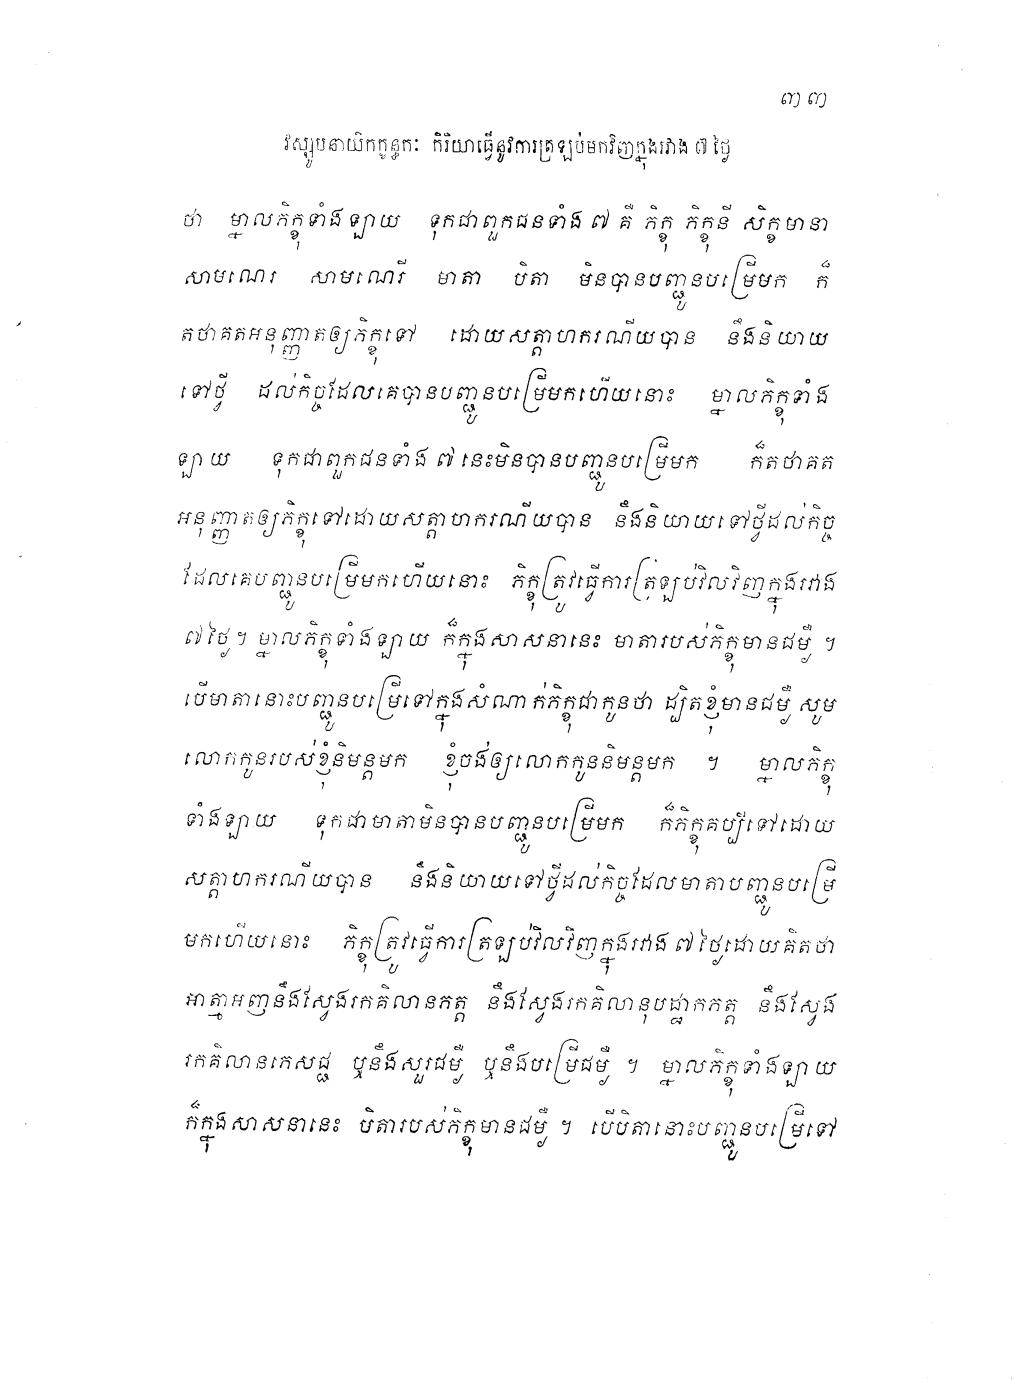 ៣៣
វស្សូបនាយិកក្ខន្ធកៈ កិរិយាធ្វើនូវការត្រឡប់មកវិញក្នុងរវាង ៧ ថ្ងៃ
ថា ម្នាលភិក្ខុទាំងឡាយ ទុកជាពួកជនទាំង ៧ គឺ ភិក្ខុ ភិក្ខុនី សិក្ខមានា
សាមណេរ សាមណេរី មាតា បិតា មិនបានបញ្ជូនបម្រើមក ក៏
តថាគតអនុញ្ញាតឲ្យភិក្ខុទៅ ដោយសត្តាហករណីយបាន នឹងនិយាយ
ទៅថ្វី ដល់កិច្ចដែលគេបានបញ្ជូនបម្រើមកហើយនោះ ម្នាលភិក្ខុទាំង
ឡាយ ទុកជាពួកជនទាំង ៧ នេះមិនបានបញ្ជូនបម្រើមក ក៏តថាគត
អនុញ្ញាតឲ្យភិក្ខុទៅដោយសត្តាហករណីយបាន នឹងនិយាយទៅថ្វីដល់កិច្ច
ដែលគេបញ្ជូនបម្រើមកហើយនោះ ភិក្ខុត្រូវធ្វើការត្រឡប់វិលវិញក្នុងរវាង
៧ ថ្ងៃ ។ ម្នាលភិក្ខុទាំងឡាយ ក៏ក្នុងសាសនានេះ មាតារបស់ភិក្ខុមានជម្ងឺ ។
បើមាតានោះបញ្ជូនបម្រើទៅក្នុងសំណាក់ភិក្ខុជាកូនថា ដ្បិតខ្ញុំមានជម្ងឺ សូម
លោកកូនរបស់ខ្ញុំនិមន្តមក ខ្ញុំចង់ឲ្យលោកកូននិមន្តមក ។ ម្នាលភិក្ខុ
ទាំងឡាយ ទុកជាមាតាមិនបានបញ្ជូនបម្រើមក ក៏ភិក្ខុគប្បីទៅដោយ
សត្តាហករណីយបាន នឹងនិយាយទៅថ្វីដល់កិច្ចដែលមាតាបញ្ជូនបម្រើ
មកហើយនោះ ភិក្ខុត្រូវធ្វើការត្រឡប់វិលវិញក្នុងរវាង ៧ ថ្ងៃដោយគិតថា
អាត្មាអញនឹងស្វែងរកគិលានភត្ត នឹងស្វែងរកគិលានុបដ្ឋាកភត្ត នឹងស្វែង
រកគិលានភេសជ្ជ ឬនឹងសួរជម្ងឺ ឬនឹងបម្រើជម្ងឺ ។ ម្នាលភិក្ខុទាំងឡាយ
ក៏ក្នុងសាសនានេះ បិតារបស់ភិក្ខុមានជម្ងឺ ។ បើបិតានោះបញ្ជូនបម្រើទៅ